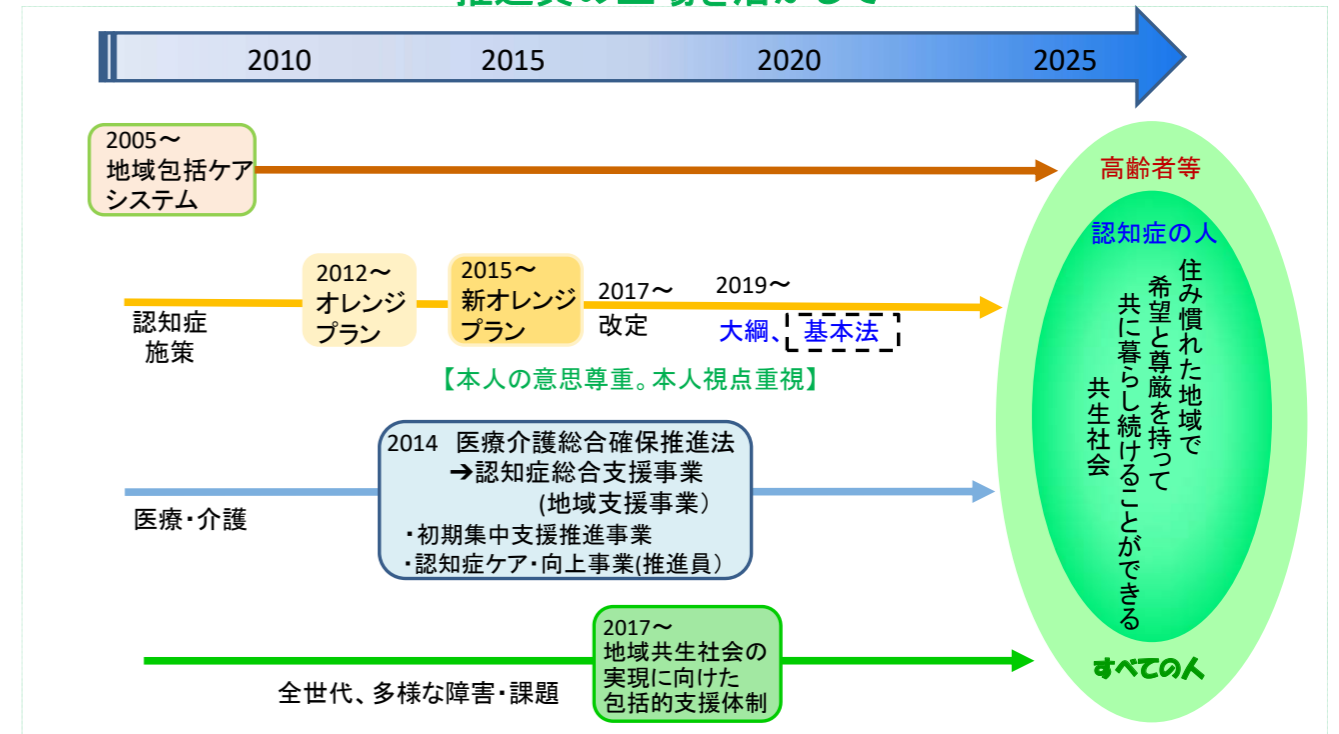 2010 2015 2020 2025
2005～
地域包括ケア
システム
高齢者等
認知症の人
住み慣れた地域で
希望と尊厳を持って
共に暮らし続けることができる
共生社会
すべての人
認知症
施策
2012～
オレンジ
プラン
2015～
新オレンジ
プラン
2017～
改定
2019～
大綱、基本法
【本人の意思尊重。本人視点重視】
医療・介護
2014 医療介護総合確保推進法
➔認知症総合支援事業
(地域支援事業）
・初期集中支援推進事業
・認知症ケア・向上事業(推進員）
全世代、多様な障害・課題
2017～
地域共生社会の
実現に向けた
包括的支援体制